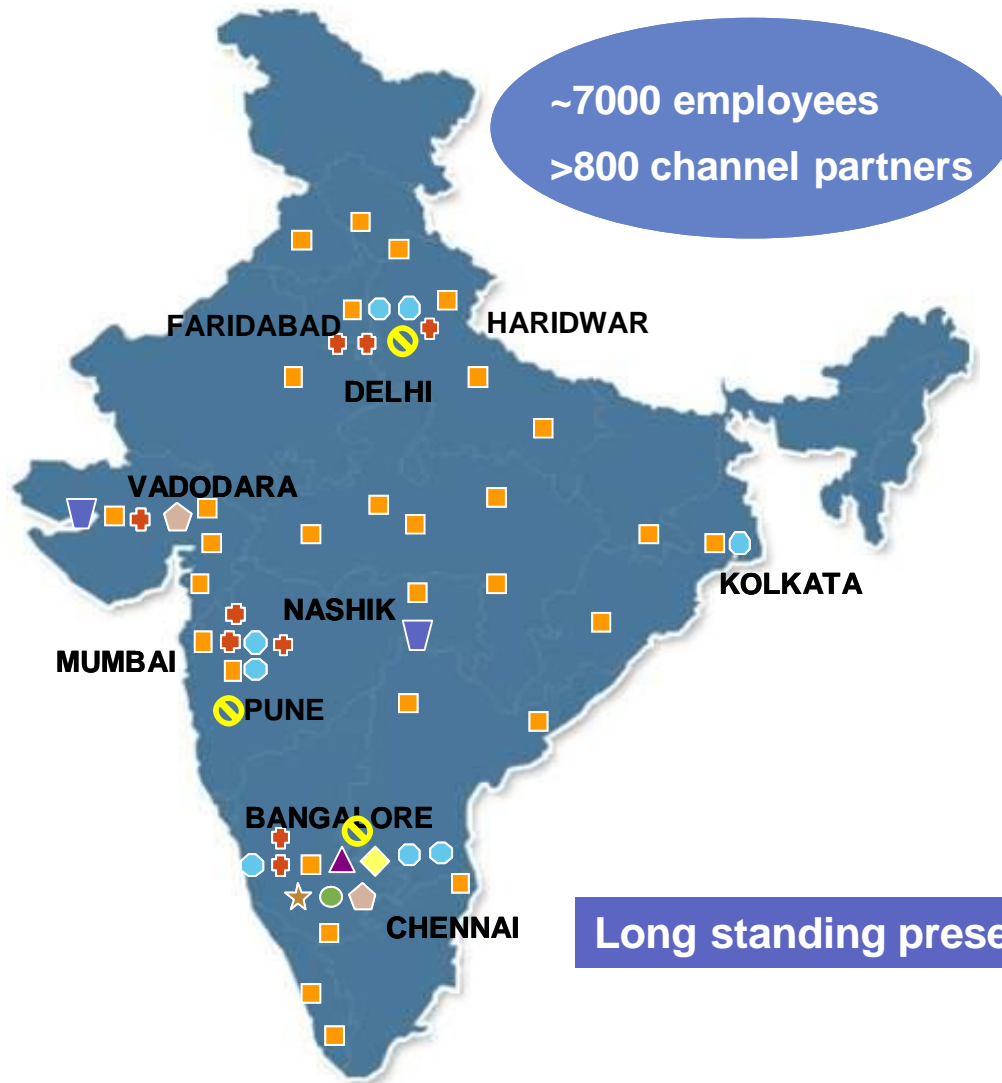 ~7000 employees
>800 channel partners
FARIDABAD
HARIDWAR
DELHI
VADODARA
KOLKATA
NASHIK
MUMBAI
PUNE
BANGALORE
CHENNAI
Long standing prese